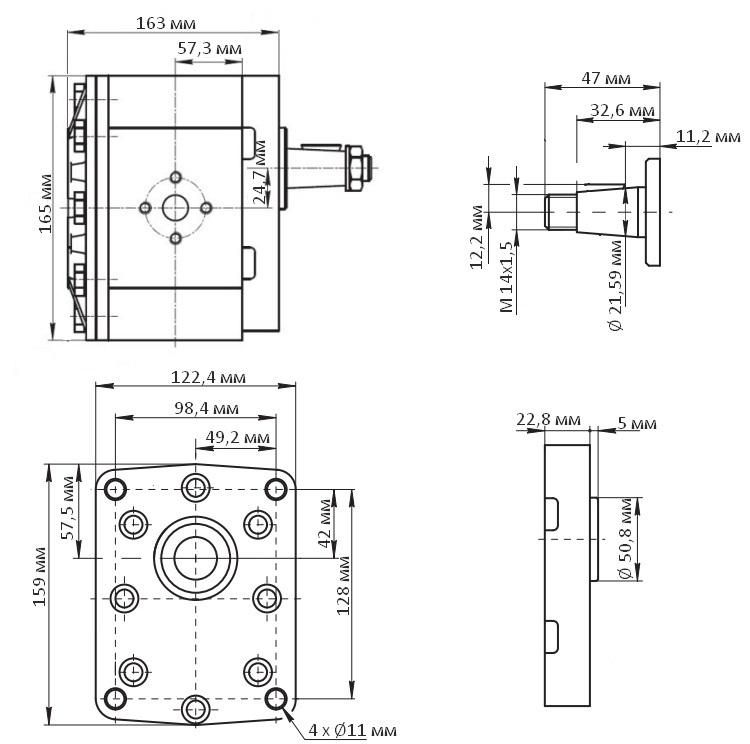 163 мм
57,3 мм
165 мм
24,7 мм
47 мм
32,6 мм
11,2 мм
12,2 мм
M 14x1,5
Ø 21,59 мм
122,4 мм
98,4 мм
49,2 мм
57,5 мм
159 мм
42 мм
128 мм
4 x Ø11 мм
22,8 мм
5 мм
Ø 50,8 мм